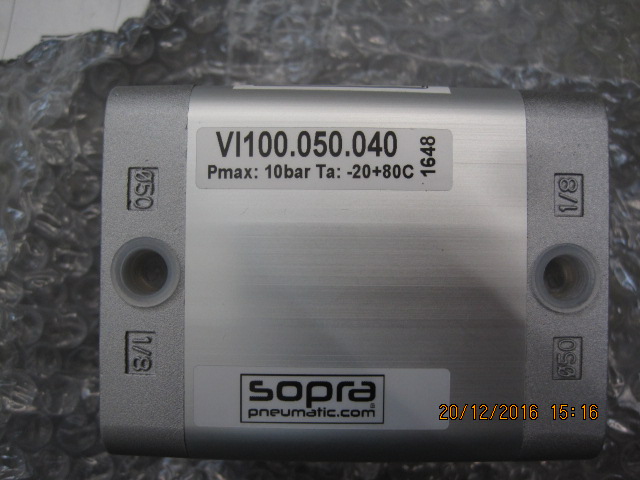 VI100.050.040
Pmax: 10bar Ta: -20+80C
1648
ø50
1/8
1/8
ø50
sopra
pneumatic.com
20/12/2016 15:16